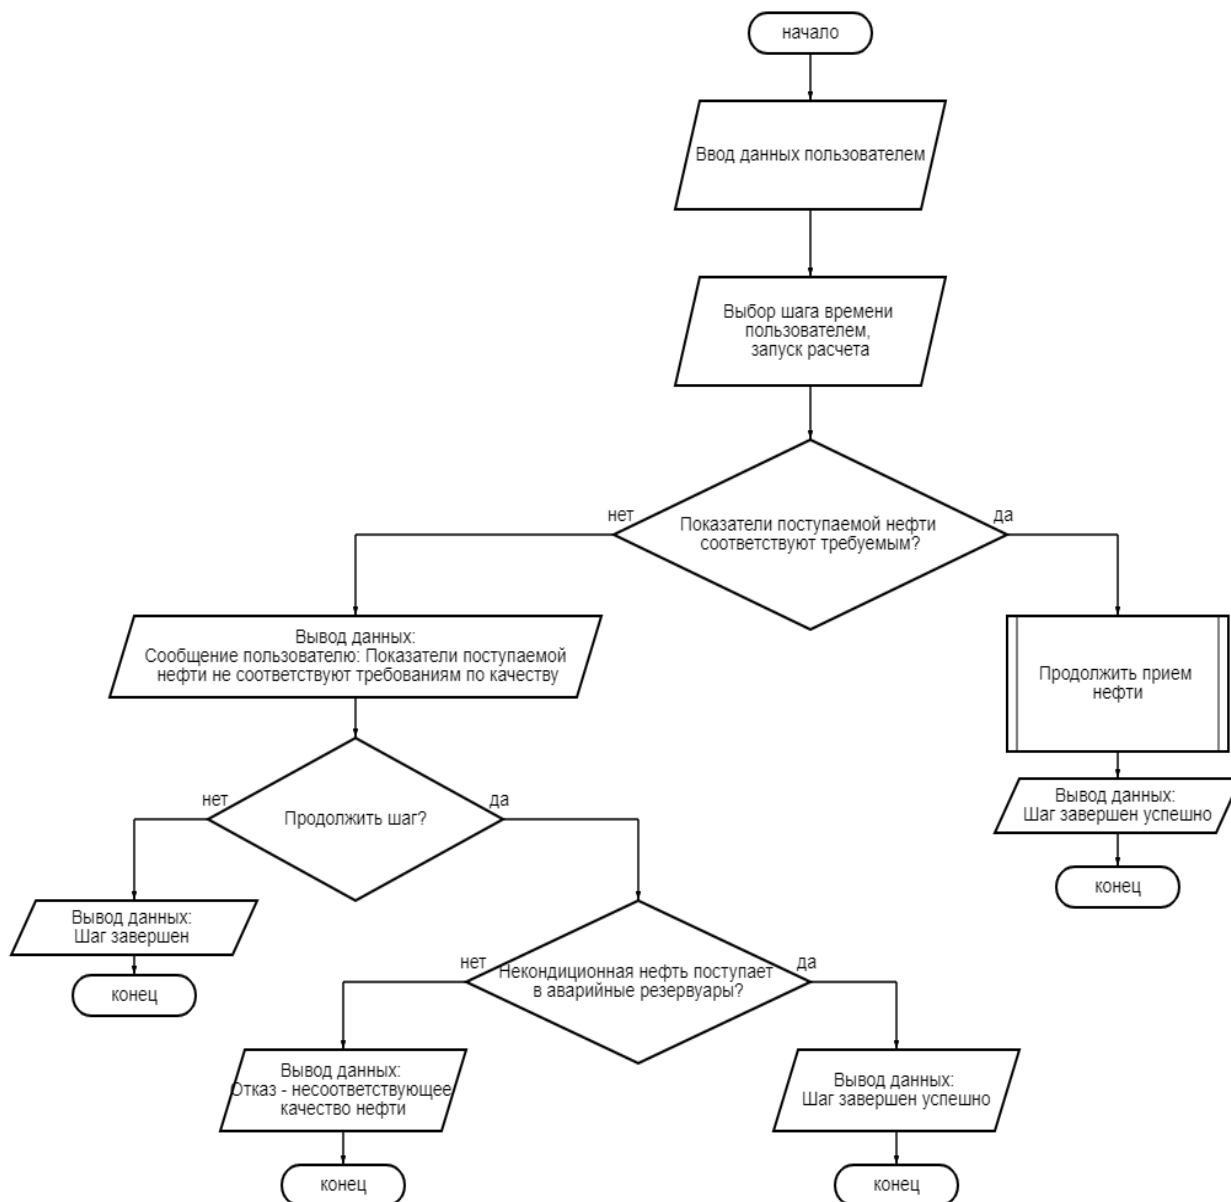 начало
Ввод данных пользователем
Выбор шага времени
пользователем,
запуск расчета
нет
да
Показатели поступаемой нефти
соответствуют требуемым?
Вывод данных:
Сообщение пользователю: Показатели поступаемой
нефти не соответствуют требованиям по качеству
Продолжить прием
нефти
нет
да
Продолжить шаг?
Вывод данных:
Шаг завершен успешно
конец
Вывод данных:
Шаг завершен
конец
нет
да
Некондиционная нефть поступает
в аварийные резервуары?
Вывод данных:
Отказ - несоответствующее
качество нефти
Вывод данных:
Шаг завершен успешно
конец
конец